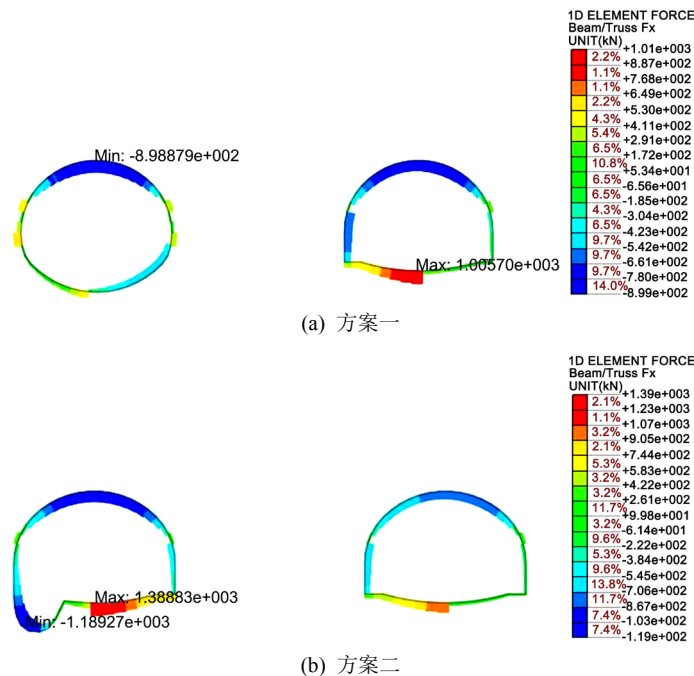 1D ELEMENT FORCE
Beam/Truss Fx
UNIT(kN)
+1.01e+003
2.2%
+8.87e+002
1.1%
+7.68e+002
1.1%
+6.49e+002
2.2%
+5.30e+002
4.3%
+4.11e+002
5.4%
+2.91e+002
6.5%
+1.72e+002
10.8%
+5.34e+001
6.5%
-6.56e+001
6.5%
-1.85e+002
4.3%
-3.04e+002
6.5%
-4.23e+002
9.7%
-5.42e+002
9.7%
-6.61e+002
9.7%
-7.80e+002
14.0%
-8.99e+002
Min: -8.98879e+002
Max: 1.00570e+003
(a) 方案一
1D ELEMENT FORCE
Beam/Truss Fx
UNIT(kN)
+1.39e+003
2.1%
+1.23e+003
1.1%
+1.07e+003
3.2%
+9.05e+002
2.1%
+7.44e+002
5.3%
+5.83e+002
3.2%
+4.22e+002
3.2%
+2.61e+002
11.7%
+9.98e+001
3.2%
-6.14e+001
9.6%
-2.22e+002
5.3%
-3.84e+002
9.6%
-5.45e+002
13.8%
-7.06e+002
11.7%
-8.67e+002
7.4%
-1.03e+003
7.4%
-1.19e+003
Max: 1.38883e+003
Min: -1.18927e+003
(b) 方案二